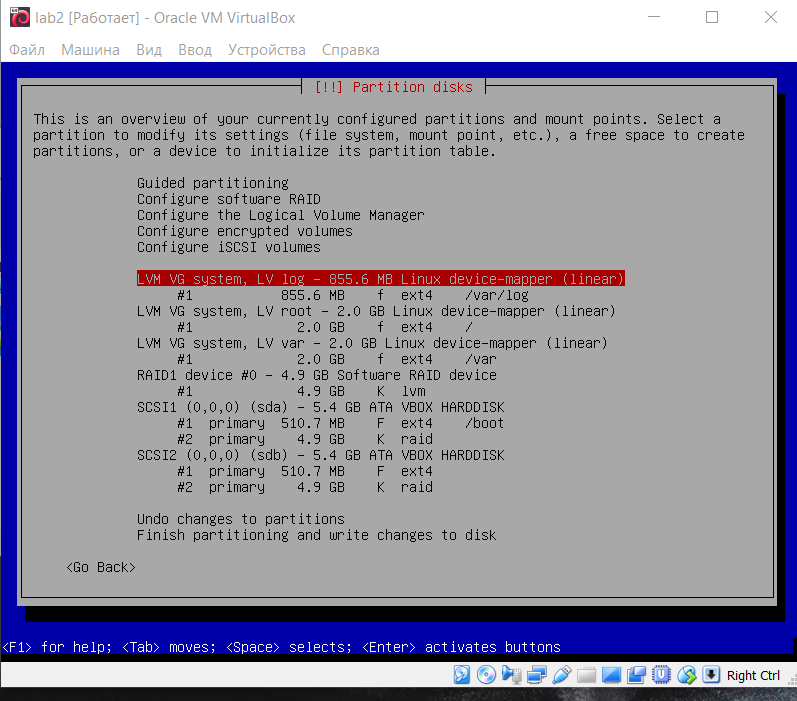 lab2 [Работает] - Oracle VM VirtualBox
Файл Машина Вид Ввод Устройства Справка
[!!] Partition disks
This is an overview of your currently configured partitions and mount points. Select a
partition to modify its settings (file system, mount point, etc.), a free space to create
partitions, or a device to initialize its partition table.
Guided partitioning
Configure software RAID
Configure the Logical Volume Manager
Configure encrypted volumes
Configure iSCSI volumes
LVM VG system, LV log - 855.6 MB Linux device-mapper (linear)
#1 855.6 MB f ext4 /var/log
LVM VG system, LV root - 2.0 GB Linux device-mapper (linear)
#1 2.0 GB f ext4 /
LVM VG system, LV var - 2.0 GB Linux device-mapper (linear)
#1 2.0 GB f ext4 /var
RAID1 device #0 - 4.9 GB Software RAID device
#1 4.9 GB K lvm
SCSI1 (0,0,0) (sda) - 5.4 GB ATA VBOX HARDDISK
#1 primary 510.7 MB F ext4 /boot
#2 primary 4.9 GB K raid
SCSI2 (0,0,0) (sdb) - 5.4 GB ATA VBOX HARDDISK
#1 primary 510.7 MB F ext4
#2 primary 4.9 GB K raid
Undo changes to partitions
Finish partitioning and write changes to disk
<Go Back>
<F1> for help; <Tab> moves; <Space> selects; <Enter> activates buttons
Right Ctrl